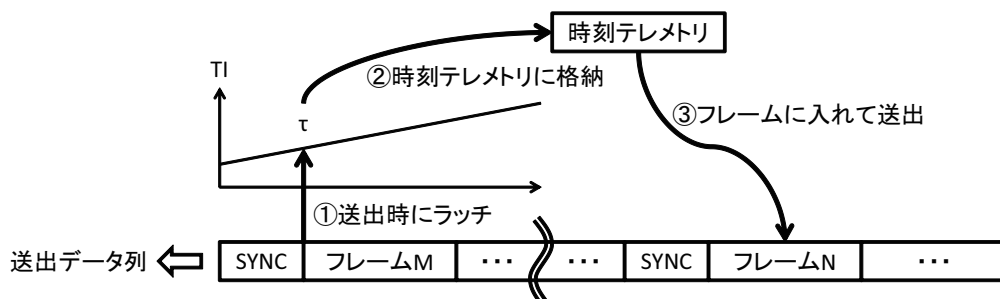 時刻テレメトリ
TI
②時刻テレメトリに格納
τ
③フレームに入れて送出
①送出時にラッチ
送出データ列 SYNC フレームM ・・・ ・・・ SYNC フレームN ・・・